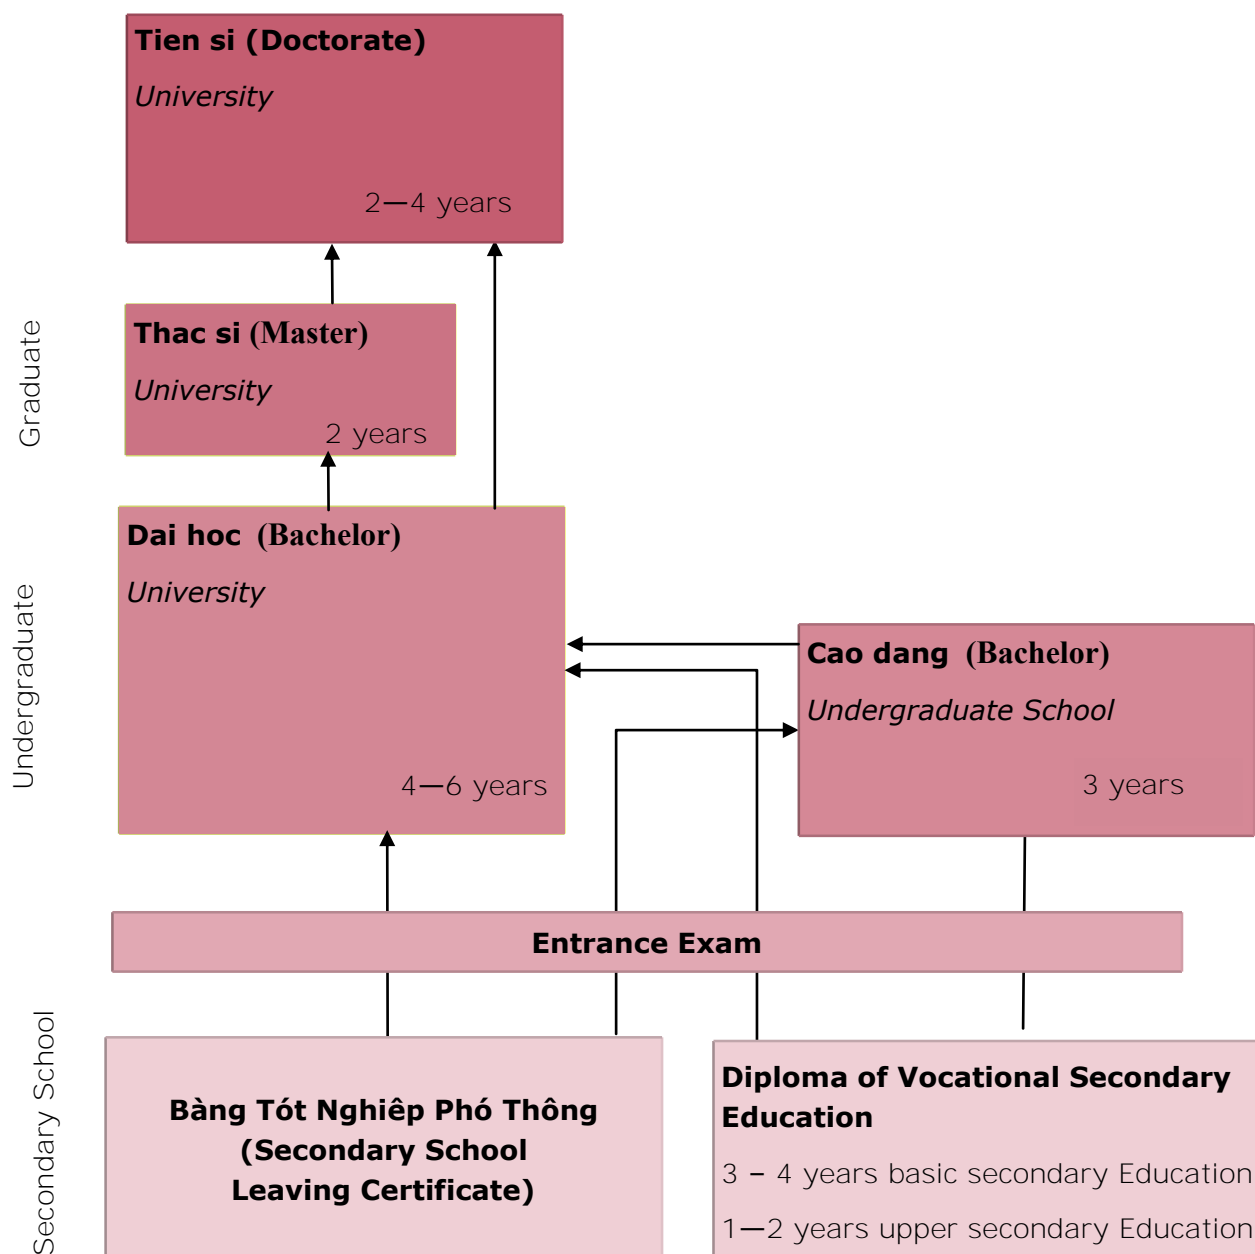 Tien si (Doctorate)
University
2—4 years
Graduate
Thac si (Master)
University
2 years
Undergraduate
Dai hoc (Bachelor)
University
4—6 years
Cao dang (Bachelor)
Undergraduate School
3 years
Entrance Exam
Secondary School
Bàng Tót Nghiêp Phó Thông
(Secondary School
Leaving Certificate)
Diploma of Vocational Secondary
Education
3 – 4 years basic secondary Education
1—2 years upper secondary Education